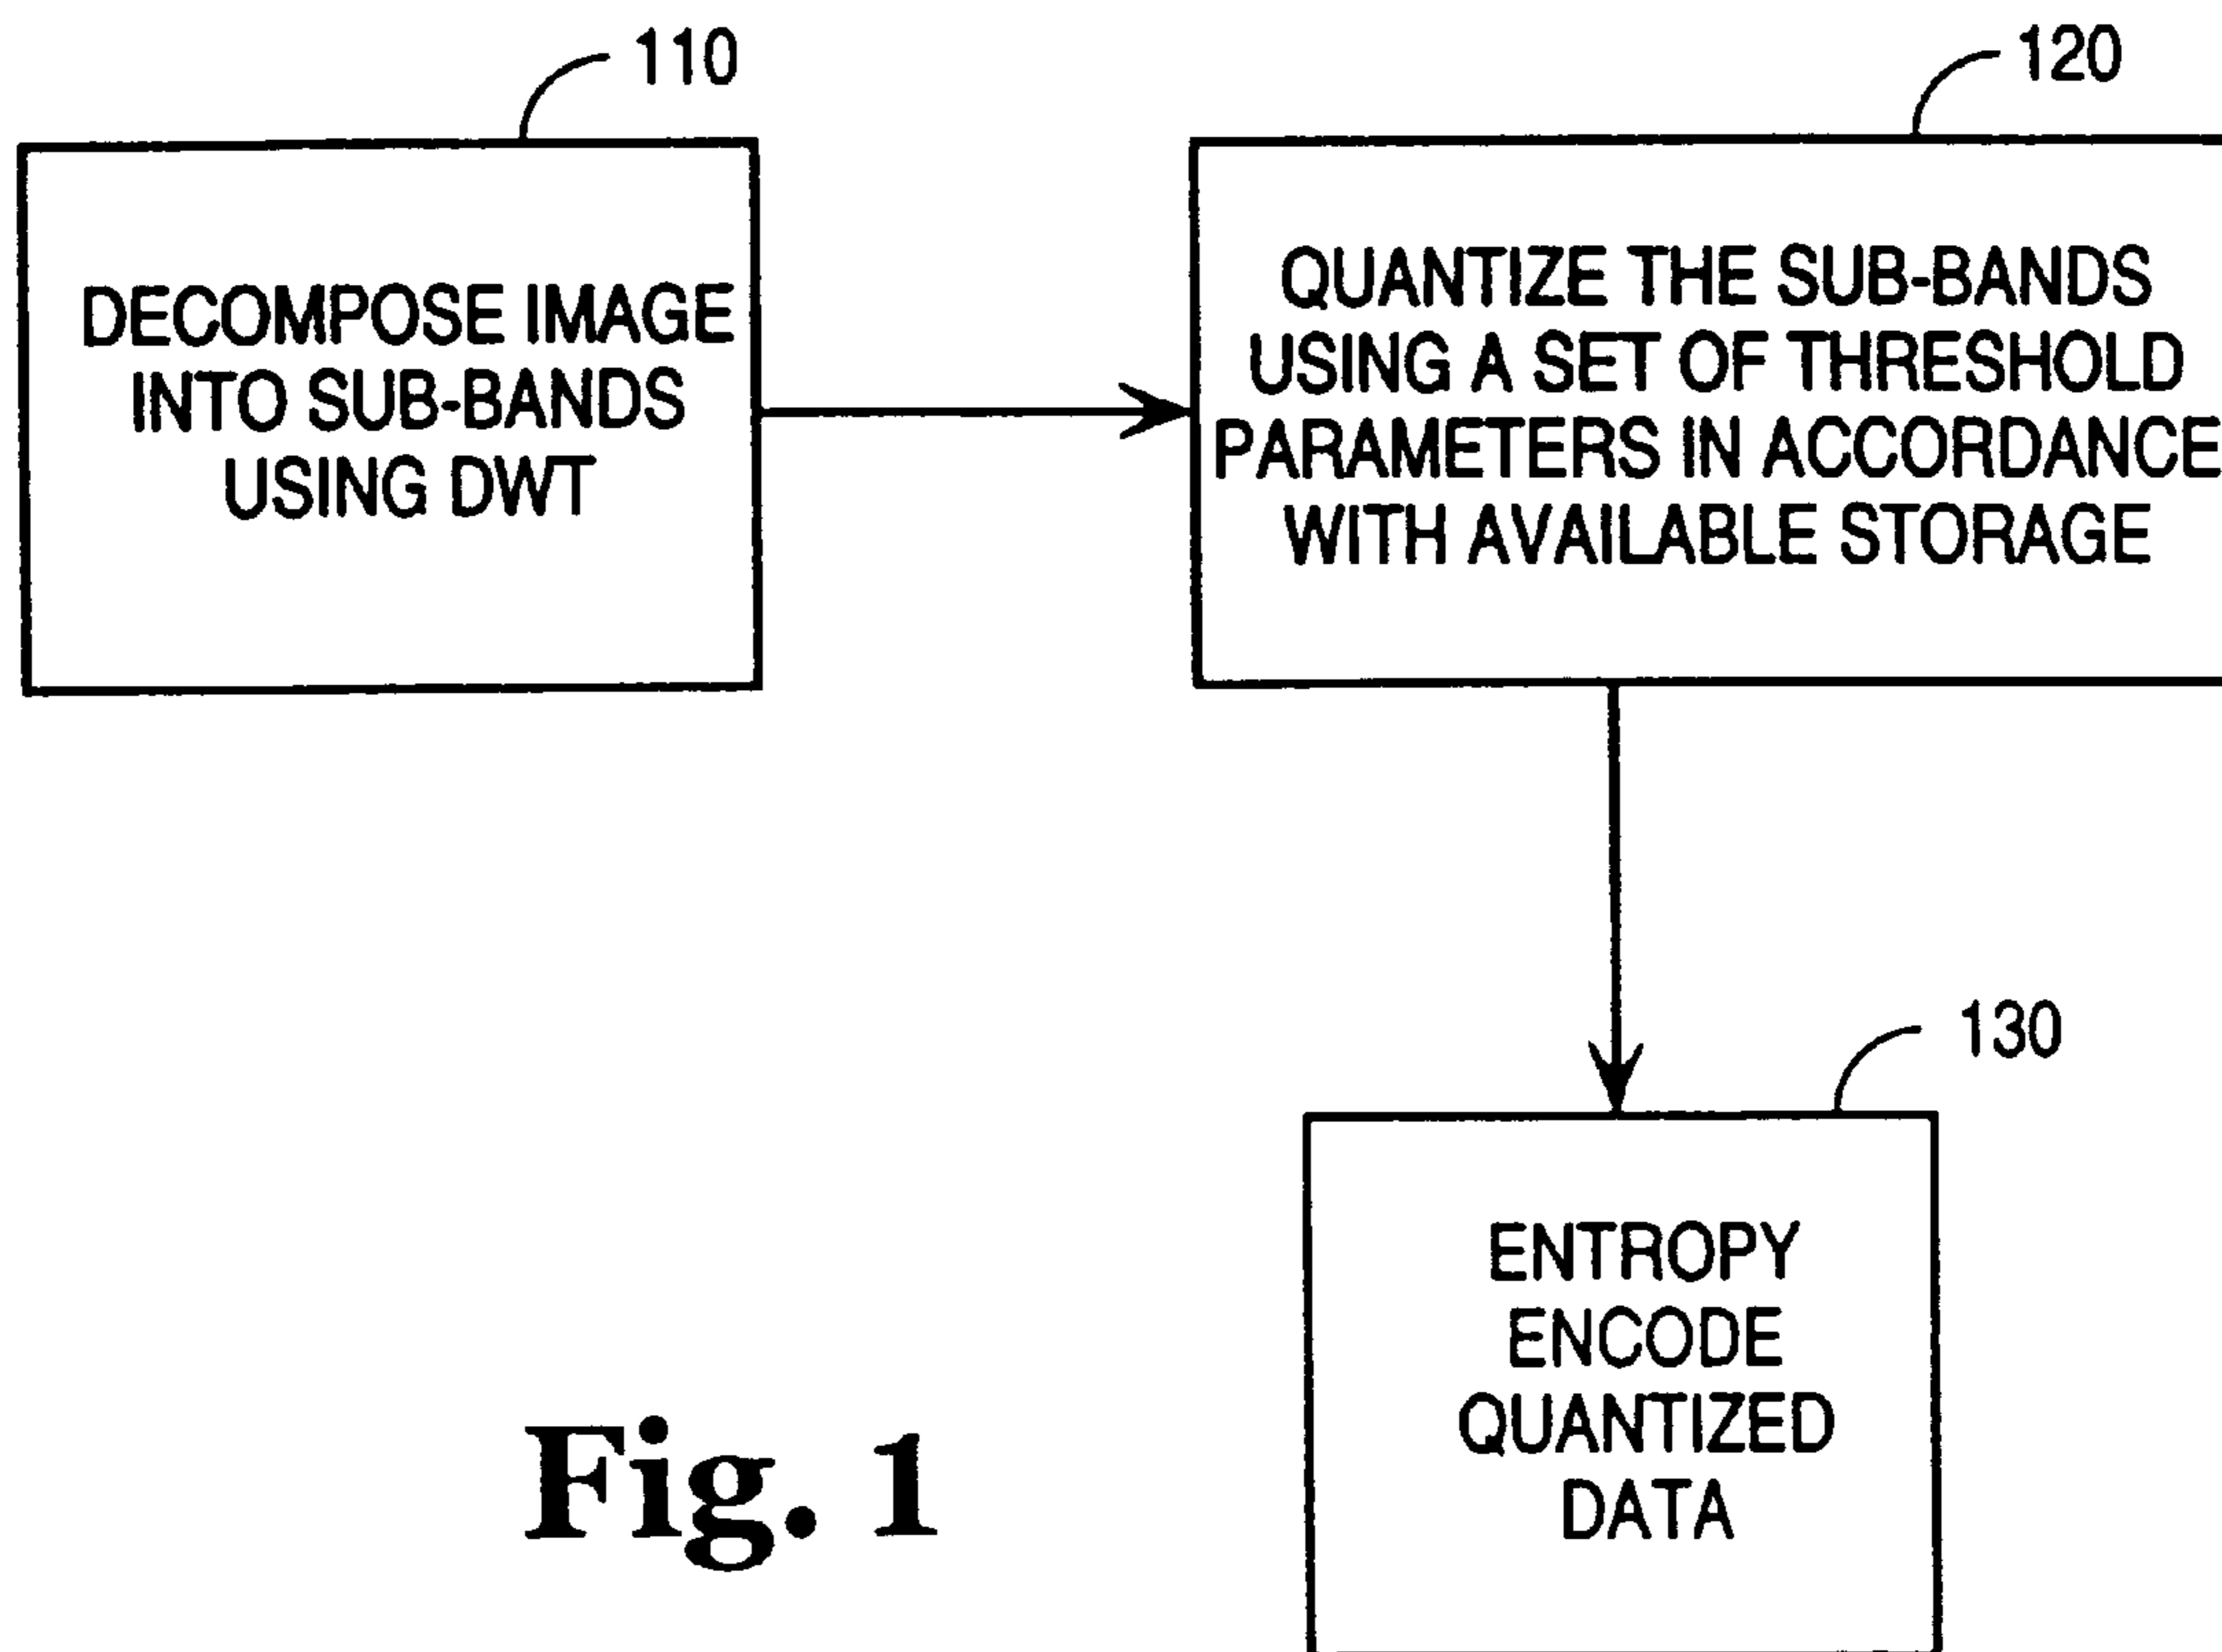 110
DECOMPOSE IMAGE
INTO SUB-BANDS
USING DWT
120
QUANTIZE THE SUB-BANDS
USING A SET OF THRESHOLD
PARAMETERS IN ACCORDANCE
WITH AVAILABLE STORAGE
130
ENTROPY
ENCODE
QUANTIZED
DATA
Fig. 1